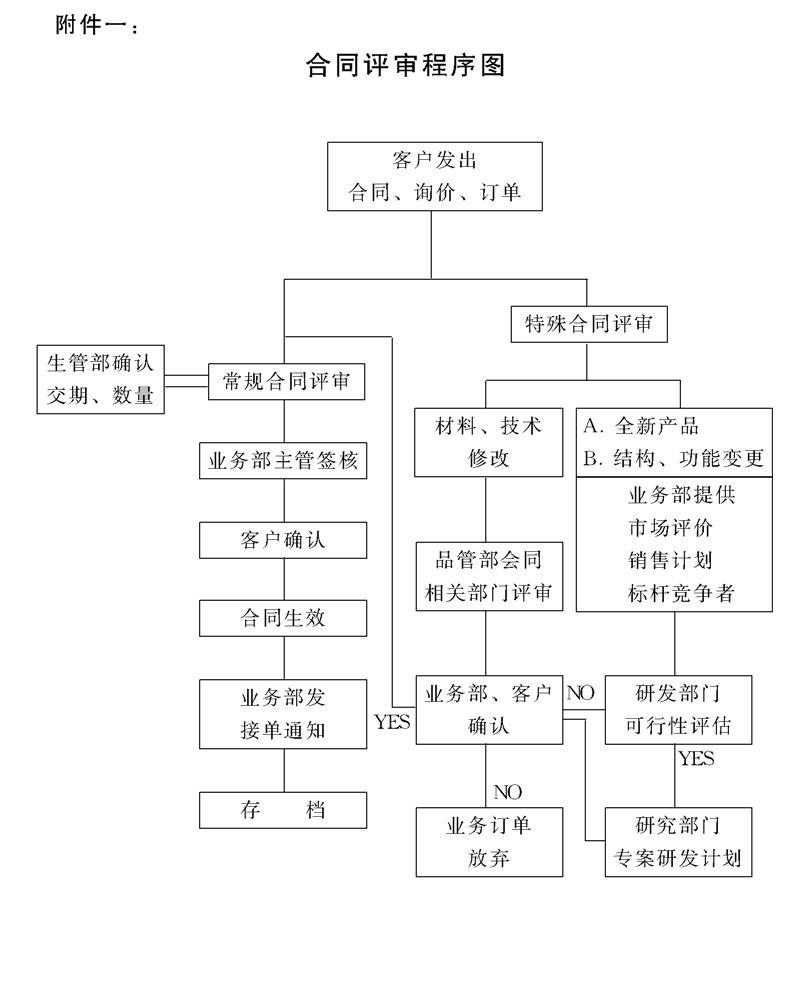 附件一：
合同评审程序图
客户发出
合同、询价、订单
特殊合同评审
生管部确认
交期、数量
常规合同评审
材料、技术
修改
A. 全新产品
B. 结构、功能变更
业务部主管签核
业务部提供
市场评价
销售计划
标杆竞争者
客户确认
品管部会同
相关部门评审
合同生效
业务部发
接单通知
YES
业务部、客户
确认
NO
研发部门
可行性评估
YES
NO
存　　档
业务订单
放弃
研究部门
专案研发计划